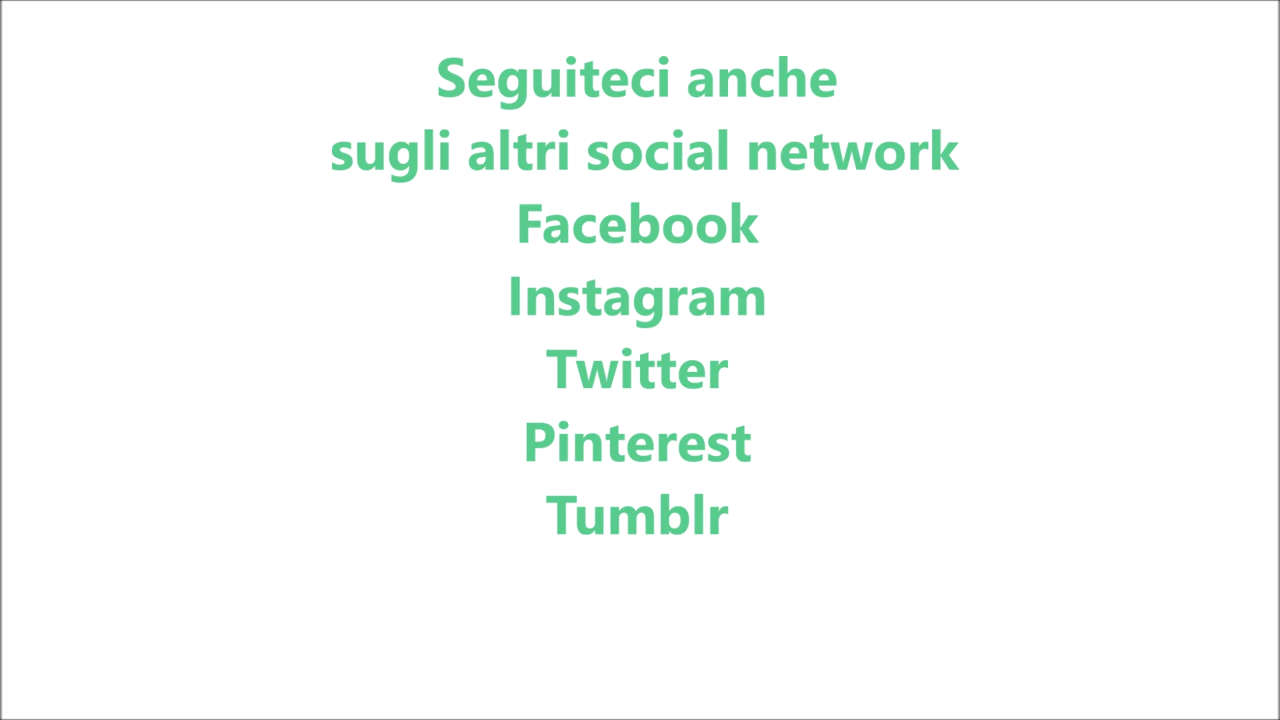 Seguiteci anche
sugli altri social network
Facebook
Instagram
Twitter
Pinterest
Tumblr